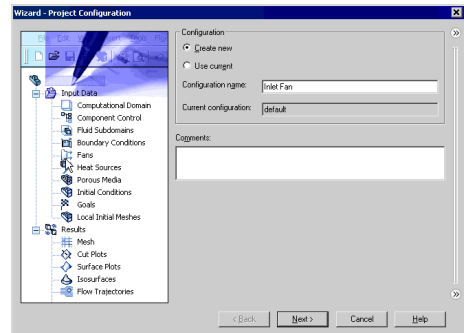 Wizard - Project Configuration
Input Data
Computational Domain
Component Control
Fluid Subdomains
Boundary Conditions
Fans
Heat Sources
Porous Media
Initial Conditions
Goals
Local Initial Meshes
Results
Mesh
Cut Plots
Surface Plots
Isosurfaces
Flow Trajectories
Configuration
Create new
Use current
Configuration name: Inlet Fan
Current configuration: default
Comments:
< Back Next > Cancel Help